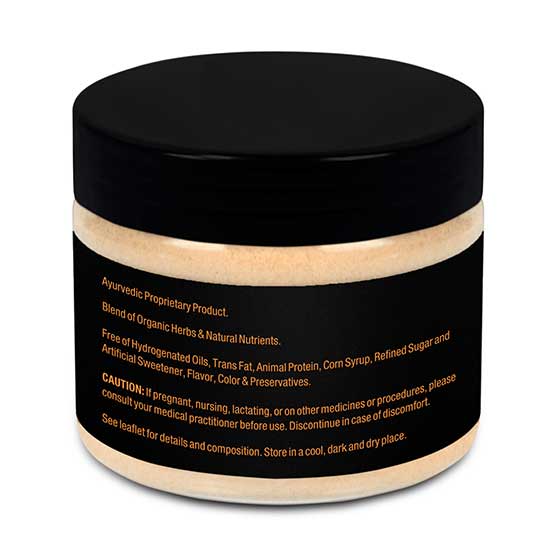 Ayurvedic Proprietary Product.
Blend of Organic Herbs & Natural Nutrients.
Free of Hydrogenated Oils, Trans Fat, Animal Protein, Corn Syrup, Refined Sugar and
Artificial Sweetener, Flavor, Color & Preservatives.
CAUTION: If pregnant, nursing, lactating, or on other medicines or procedures, please
consult your medical practitioner before use. Discontinue in case of discomfort.
See leaflet for details and composition. Store in a cool, dark and dry place.